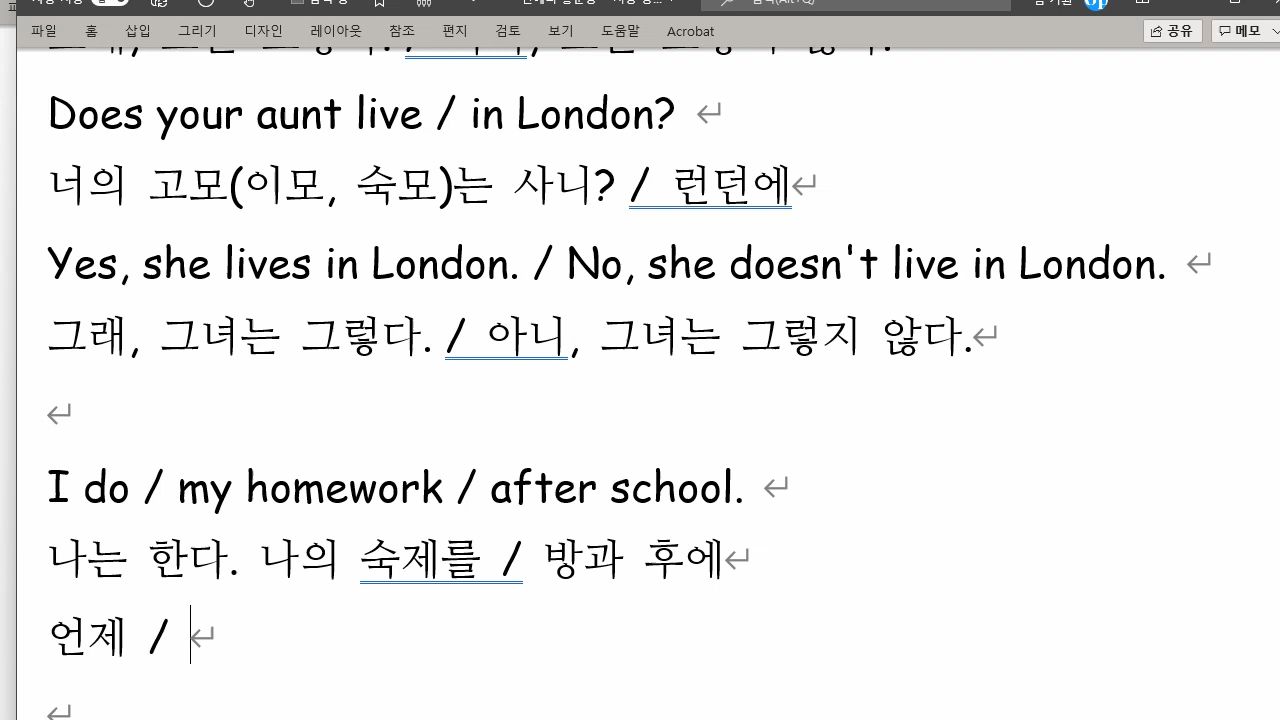 파일 홈 삽입 그리기 디자인 레이아웃 참조 편지 검토 보기 도움말 Acrobat 공유 메모
Does your aunt live / in London? ↵
너의 고모(이모, 숙모)는 사니? / 런던에↵
Yes, she lives in London. / No, she doesn't live in London. ↵
그래, 그녀는 그렇다. / 아니, 그녀는 그렇지 않다.↵
↵
I do / my homework / after school. ↵
나는 한다. 나의 숙제를 / 방과 후에↵
언제 / ↵
↵